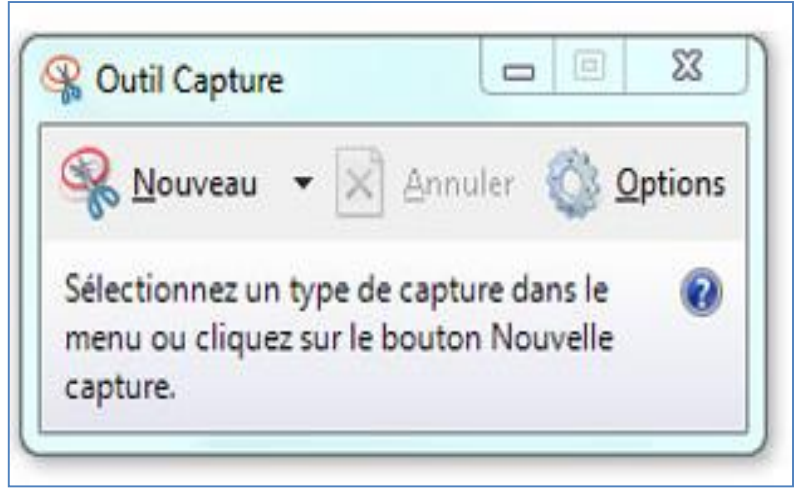 Outil Capture
Nouveau Annuler Options
Sélectionnez un type de capture dans le
menu ou cliquez sur le bouton Nouvelle
capture.